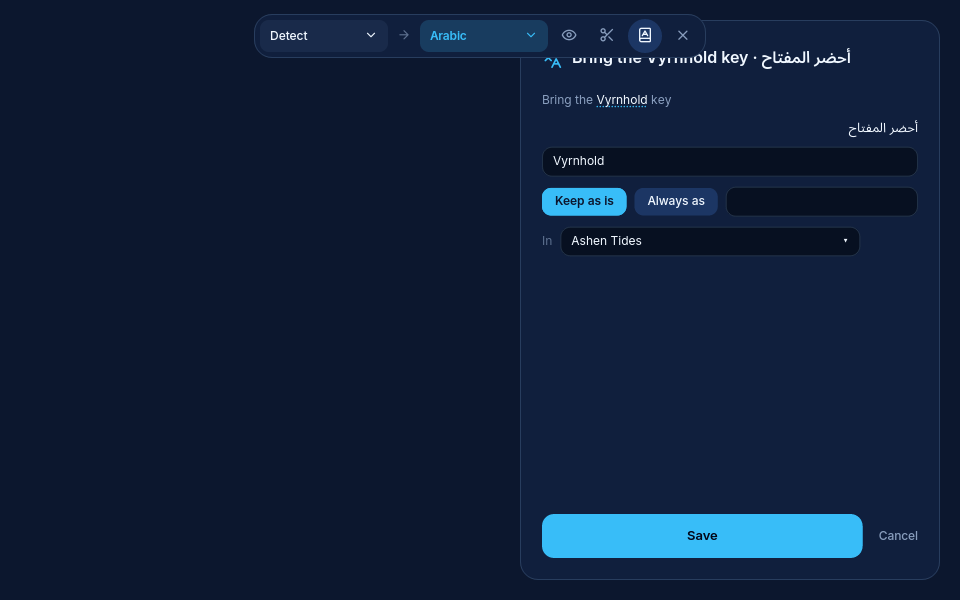 Detect → Arabic
Bring the Vyrnhold key · أحضر المفتاح
Bring the Vyrnhold key
أحضر المفتاح
Vyrnhold
Keep as is Always as
In Ashen Tides
Save Cancel